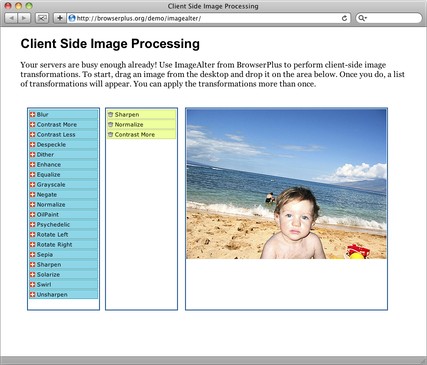 Client Side Image Processing
http://browserplus.org/demo/imagealter/
Client Side Image Processing
Your servers are busy enough already! Use ImageAlter from BrowserPlus to perform client-side image
transformations. To start, drag an image from the desktop and drop it on the area below. Once you do, a list
of transformations will appear. You can apply the transformations more than once.
Blur
Contrast More
Contrast Less
Despeckle
Dither
Enhance
Equalize
Grayscale
Negate
Normalize
OilPaint
Psychedelic
Rotate Left
Rotate Right
Sepia
Sharpen
Solarize
Swirl
Unsharpen
Sharpen
Normalize
Contrast More